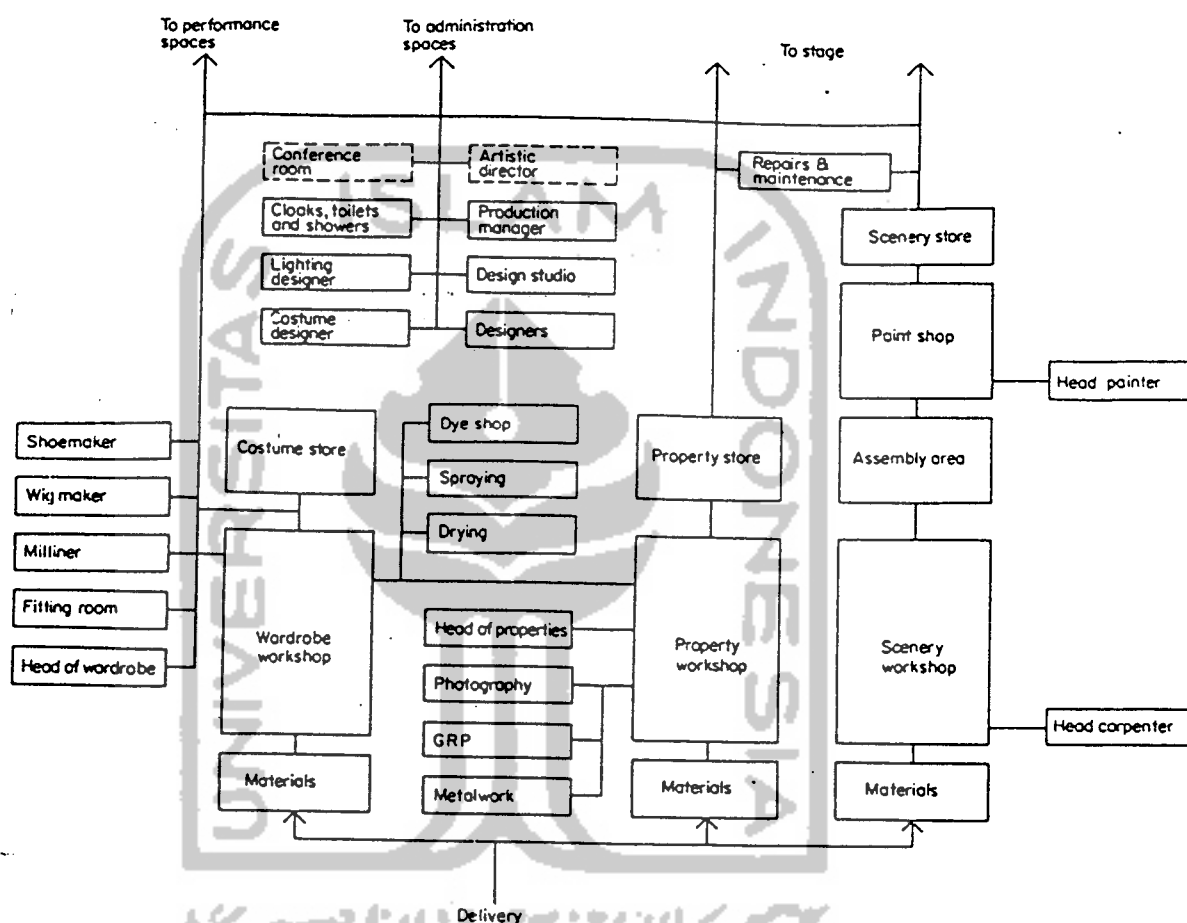 To performance
spaces
To administration
spaces
To stage
Conference
room
Artistic
director
Repairs &
maintenance
Cloaks, toilets
and showers
Production
manager
Scenery store
Lighting
designer
Design studio
Costume
designer
Designers
Paint shop
Head painter
Shoemaker
Costume store
Dye shop
Property store
Assembly area
Wig maker
Spraying
Milliner
Drying
Fitting room
Head of wardrobe
Wardrobe
workshop
Head of properties
Photography
GRP
Metalwork
Property
workshop
Scenery
workshop
Head carpenter
Materials
Materials
Materials
Delivery
UNIVERSITAS
ISLAM
INDONESIA